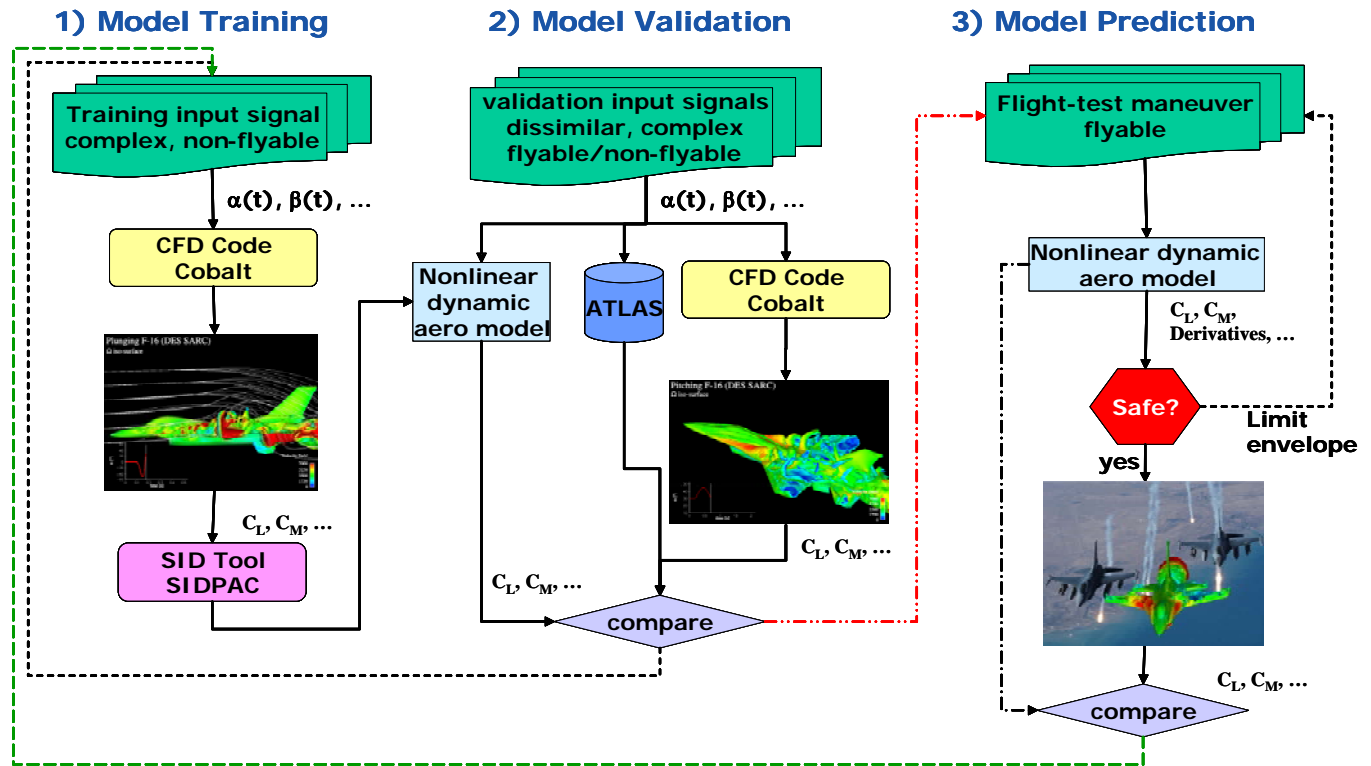 1) Model Training
2) Model Validation
3) Model Prediction
Training input signal
complex, non-flyable
α(t), β(t), ...
CFD Code
Cobalt
Plunging F-16 (DES SARC)
C_L, C_M, ...
SID Tool
SIDPAC
validation input signals
dissimilar, complex
flyable/non-flyable
α(t), β(t), ...
Nonlinear
dynamic
aero model
ATLAS
CFD Code
Cobalt
Pitching F-16 (DES SARC)
C_L, C_M, ...
C_L, C_M, ...
compare
Flight-test maneuver
flyable
Nonlinear dynamic
aero model
C_L, C_M,
Derivatives, ...
Safe?
Limit
envelope
yes
C_L, C_M, ...
compare